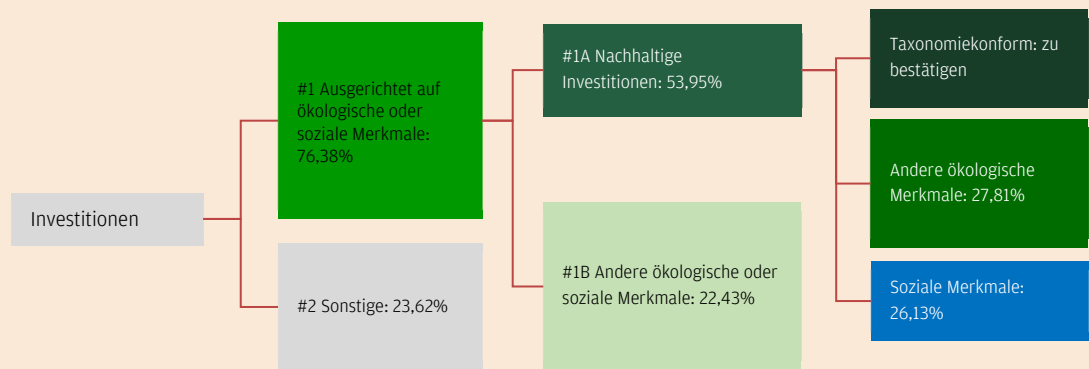 Investitionen
#1 Ausgerichtet auf
ökologische oder
soziale Merkmale:
76,38%
#2 Sonstige: 23,62%
#1A Nachhaltige
Investitionen: 53,95%
#1B Andere ökologische oder
soziale Merkmale: 22,43%
Taxonomiekonform: zu
bestätigen
Andere ökologische
Merkmale: 27,81%
Soziale Merkmale:
26,13%